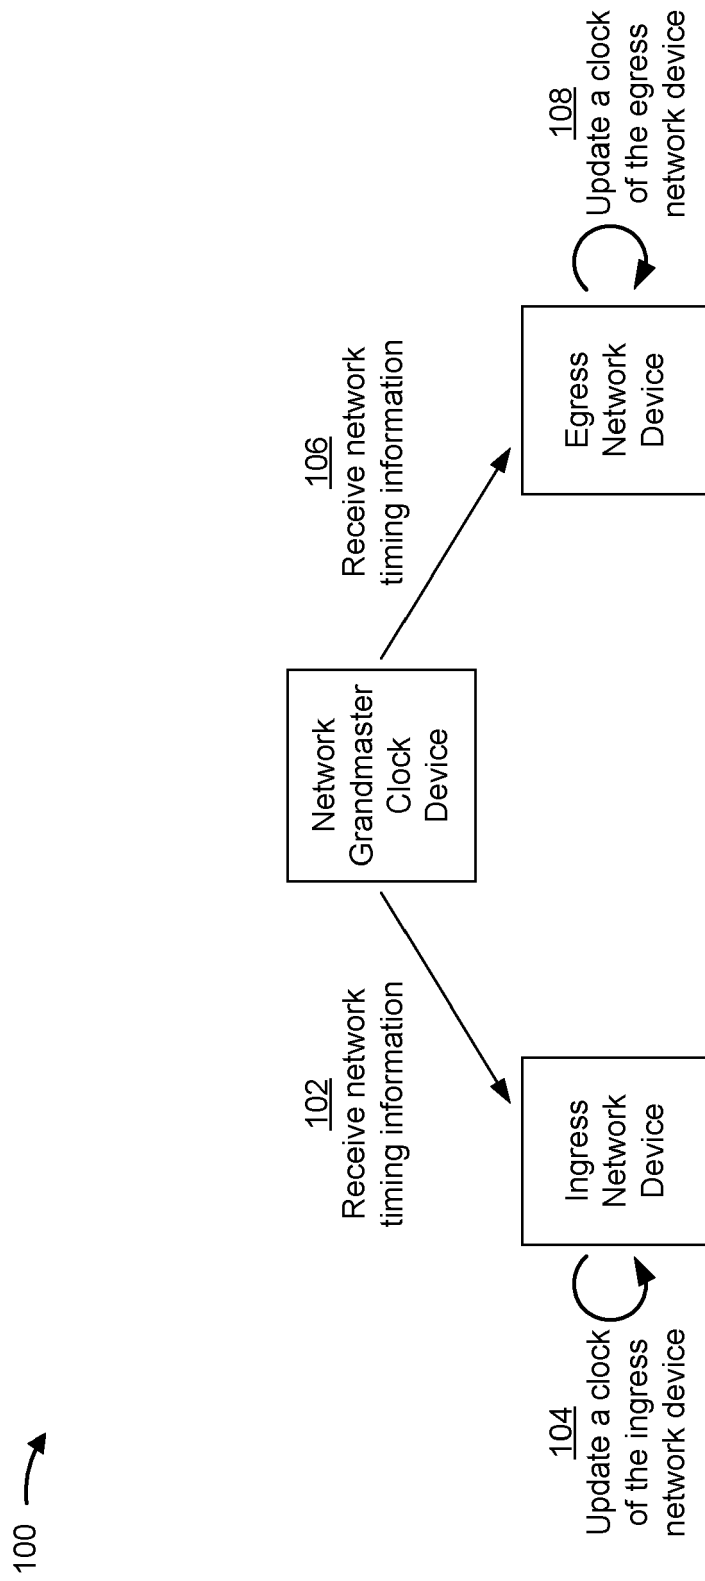 100
102
Receive network
timing information
Network
Grandmaster
Clock
Device
106
Receive network
timing information
104
Update a clock
of the ingress
network device
Ingress
Network
Device
Egress
Network
Device
108
Update a clock
of the egress
network device